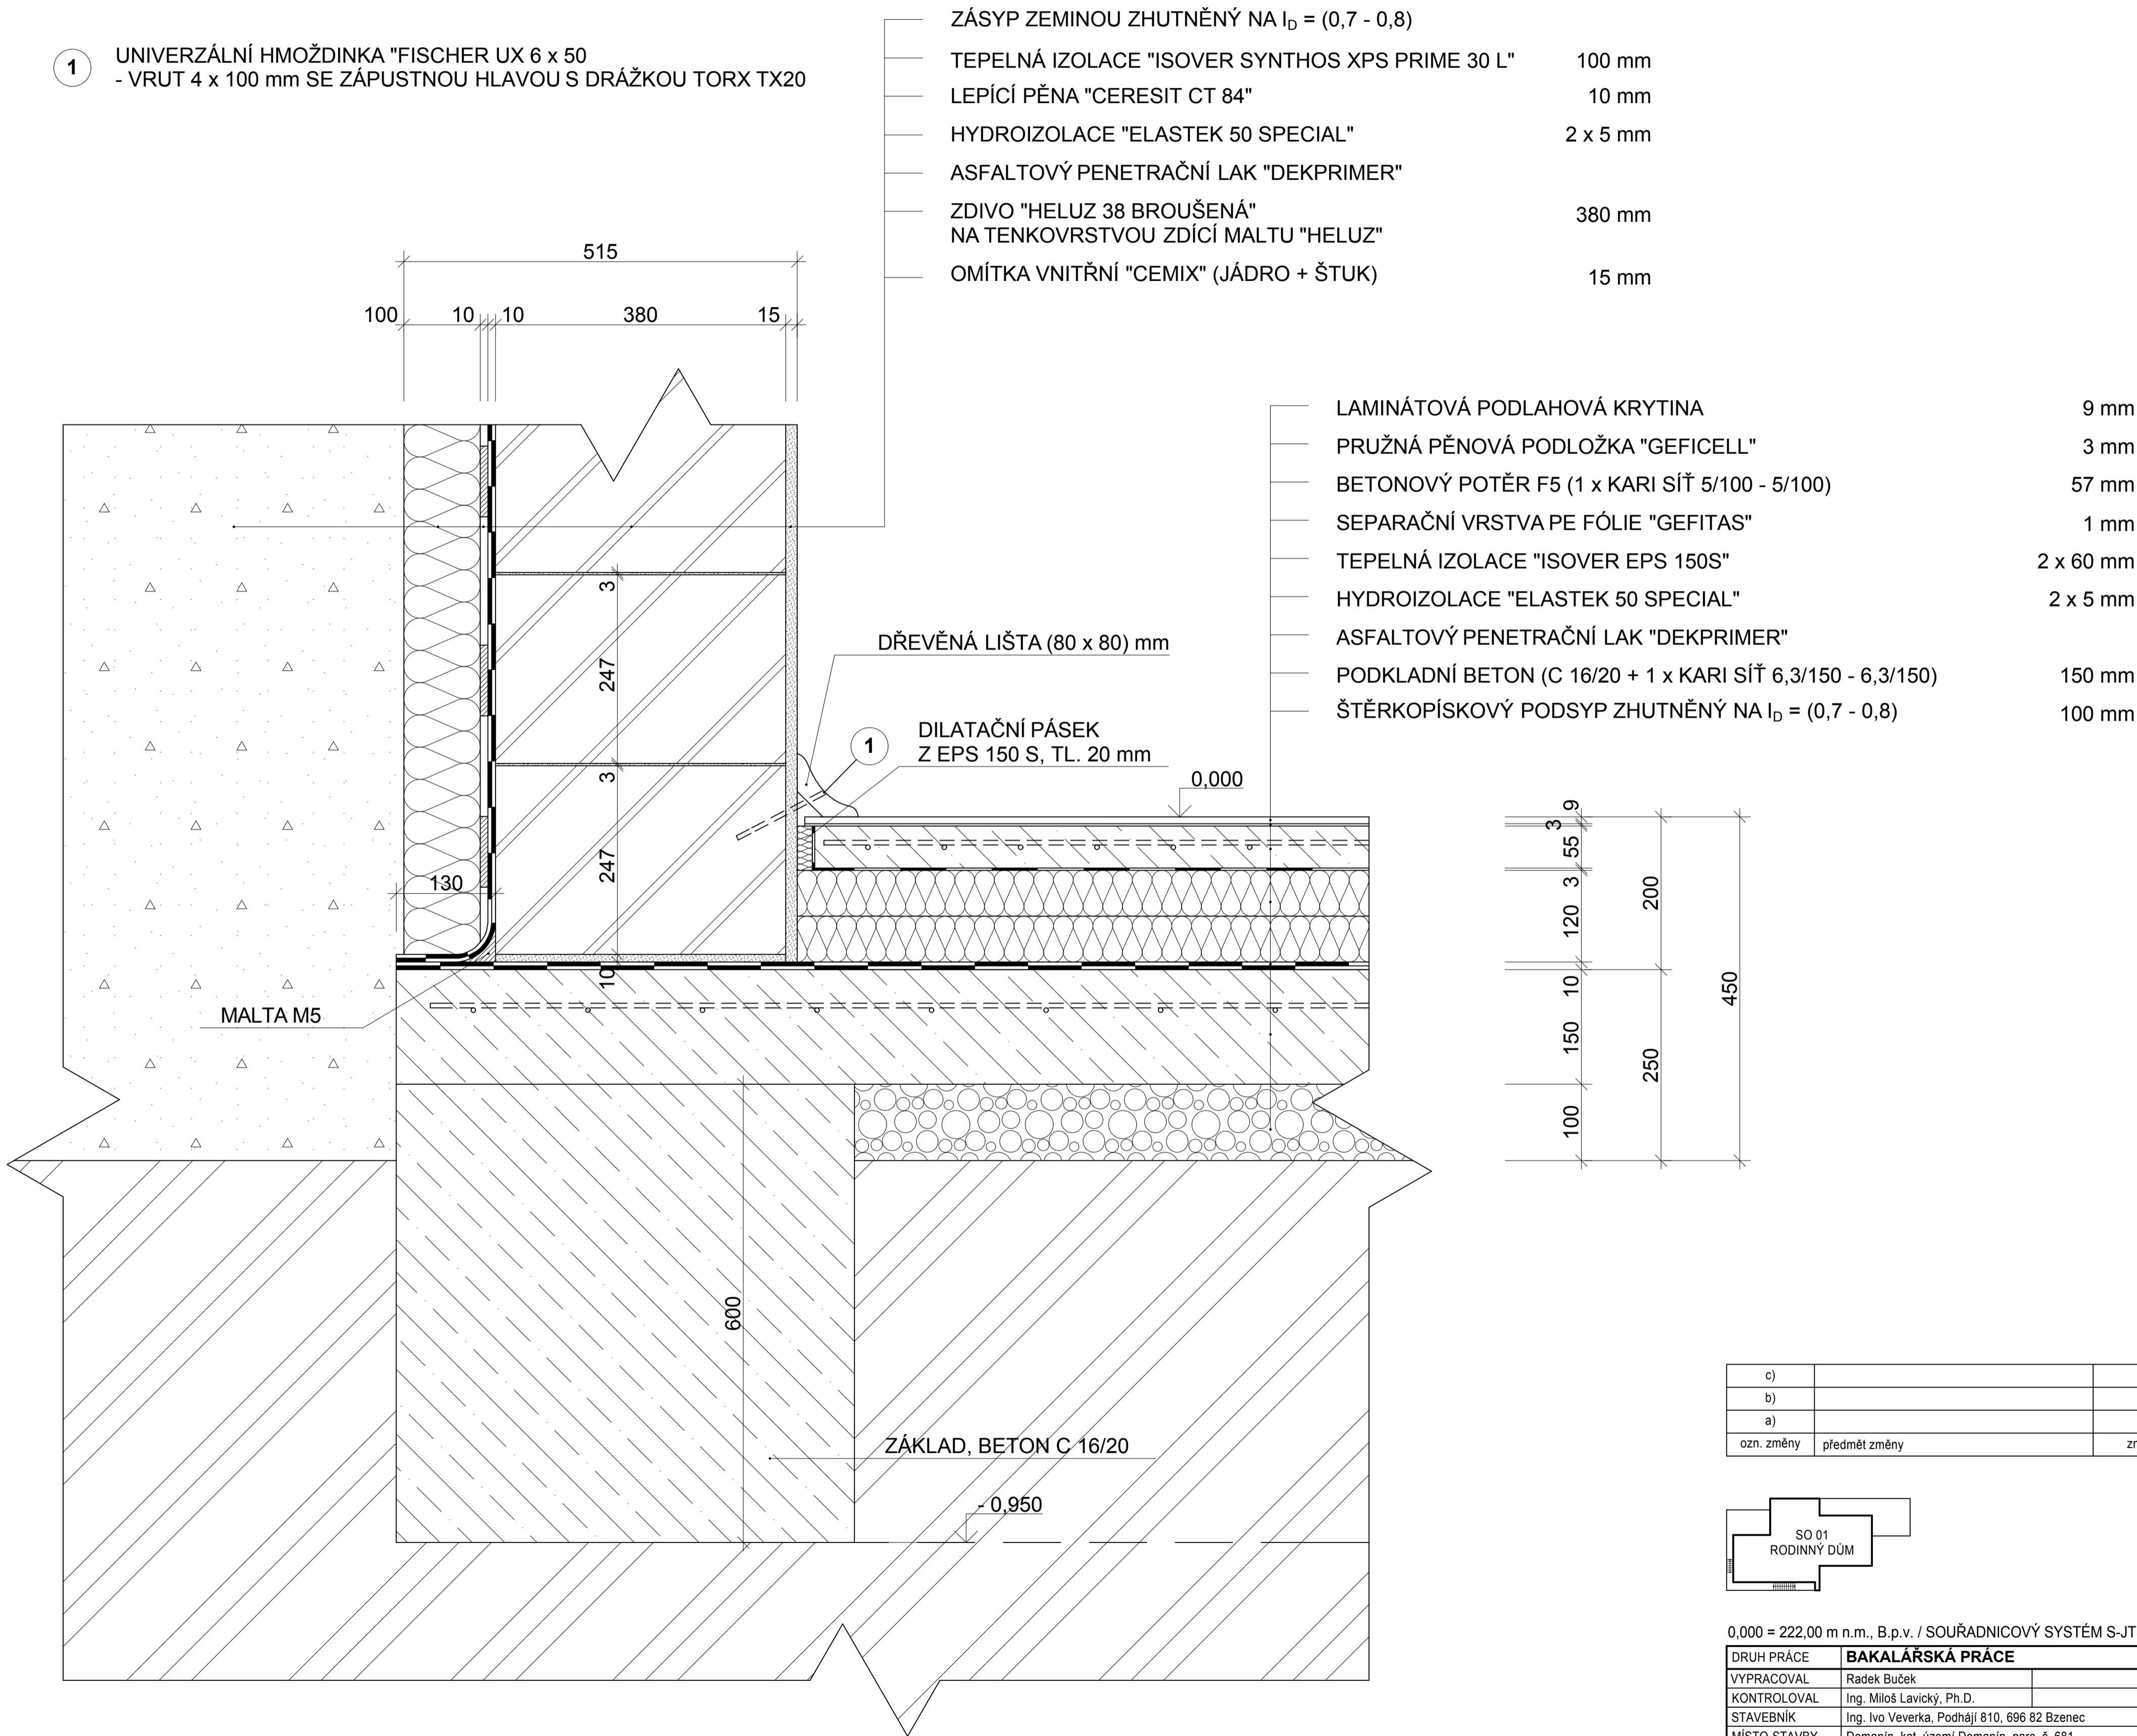 1
UNIVERZÁLNÍ HMOŽDINKA "FISCHER UX 6 x 50
- VRUT 4 x 100 mm SE ZÁPUSTNOU HLAVOU S DRÁŽKOU TORX TX20
ZÁSYP ZEMINOU ZHUTNĚNÝ NA I_D = (0,7 - 0,8)
TEPELNÁ IZOLACE "ISOVER SYNTHOS XPS PRIME 30 L" 100 mm
LEPÍCÍ PĚNA "CERESIT CT 84" 10 mm
HYDROIZOLACE "ELASTEK 50 SPECIAL" 2 x 5 mm
ASFALTOVÝ PENETRAČNÍ LAK "DEKPRIMER"
ZDIVO "HELUZ 38 BROUŠENÁ" 380 mm
NA TENKOVRSTVOU ZDÍCÍ MALTU "HELUZ"
OMÍTKA VNITŘNÍ "CEMIX" (JÁDRO + ŠTUK) 15 mm
515
100 10 10 380 15
LAMINÁTOVÁ PODLAHOVÁ KRYTINA 9 mm
PRUŽNÁ PĚNOVÁ PODLOŽKA "GEFICELL" 3 mm
BETONOVÝ POTĚR F5 (1 x KARI SÍŤ 5/100 - 5/100) 57 mm
SEPARAČNÍ VRSTVA PE FÓLIE "GEFITAS" 1 mm
TEPELNÁ IZOLACE "ISOVER EPS 150S" 2 x 60 mm
HYDROIZOLACE "ELASTEK 50 SPECIAL" 2 x 5 mm
ASFALTOVÝ PENETRAČNÍ LAK "DEKPRIMER"
PODKLADNÍ BETON (C 16/20 + 1 x KARI SÍŤ 6,3/150 - 6,3/150) 150 mm
ŠTĚRKOPÍSKOVÝ PODSYP ZHUTNĚNÝ NA I_D = (0,7 - 0,8) 100 mm
3
247
3
247
10
130
DŘEVĚNÁ LIŠTA (80 x 80) mm
1
DILATAČNÍ PÁSEK
Z EPS 150 S, TL. 20 mm
0,000
9
3
55
3
120
10
150
100
200
250
450
MALTA M5
600
ZÁKLAD, BETON C 16/20
- 0,950
c)
b)
a)
ozn. změny předmět změny
SO 01
RODINNÝ DŮM
0,000 = 222,00 m n.m., B.p.v. / SOUŘADNICOVÝ SYSTÉM S-JT
DRUH PRÁCE BAKALÁŘSKÁ PRÁCE
VYPRACOVAL Radek Buček
KONTROLOVAL Ing. Miloš Lavický, Ph.D.
STAVEBNÍK Ing. Ivo Veverka, Podhájí 810, 696 82 Bzenec
MÍSTO STAVBY Domanín, kat. území Domanín, parc. č. 681